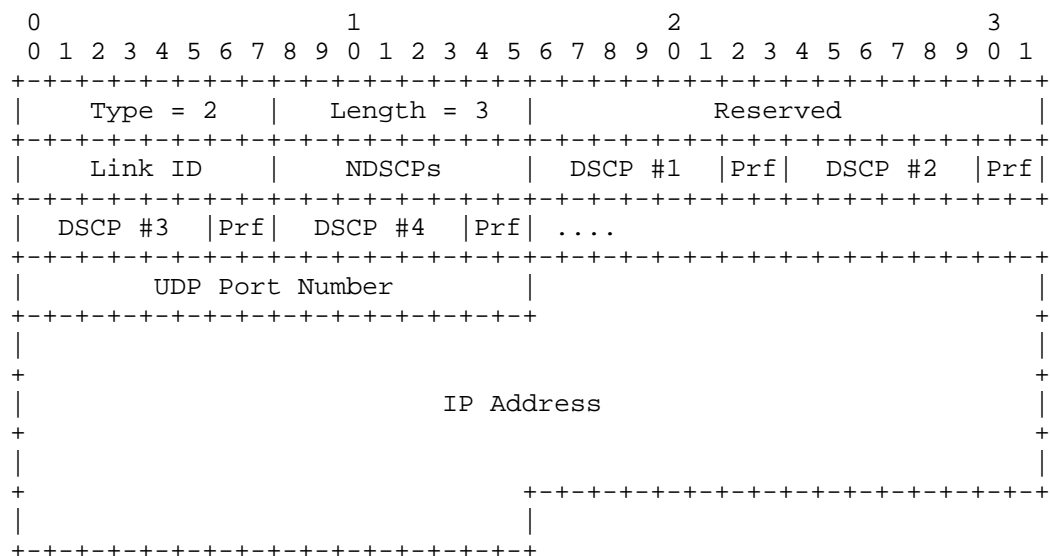 0                   1                   2                   3
 0 1 2 3 4 5 6 7 8 9 0 1 2 3 4 5 6 7 8 9 0 1 2 3 4 5 6 7 8 9 0 1
+-+-+-+-+-+-+-+-+-+-+-+-+-+-+-+-+-+-+-+-+-+-+-+-+-+-+-+-+-+-+-+-+
|    Type = 2   |   Length = 3  |           Reserved            |
+-+-+-+-+-+-+-+-+-+-+-+-+-+-+-+-+-+-+-+-+-+-+-+-+-+-+-+-+-+-+-+-+
|    Link ID    |    NDSCPs     |  DSCP #1  |Prf|  DSCP #2  |Prf|
+-+-+-+-+-+-+-+-+-+-+-+-+-+-+-+-+-+-+-+-+-+-+-+-+-+-+-+-+-+-+-+-+
|  DSCP #3  |Prf|  DSCP #4  |Prf| ....
+-+-+-+-+-+-+-+-+-+-+-+-+-+-+-+-+-+-+-+-+-+-+-+-+-+-+-+-+-+-+-+-+
|        UDP Port Number        |                               |
+-+-+-+-+-+-+-+-+-+-+-+-+-+-+-+-+                               +
|                                                               |
+                                                               +
|                          IP Address                           |
+                                                               +
|                                                               |
+                               +-+-+-+-+-+-+-+-+-+-+-+-+-+-+-+-+
|                               |
+-+-+-+-+-+-+-+-+-+-+-+-+-+-+-+-+